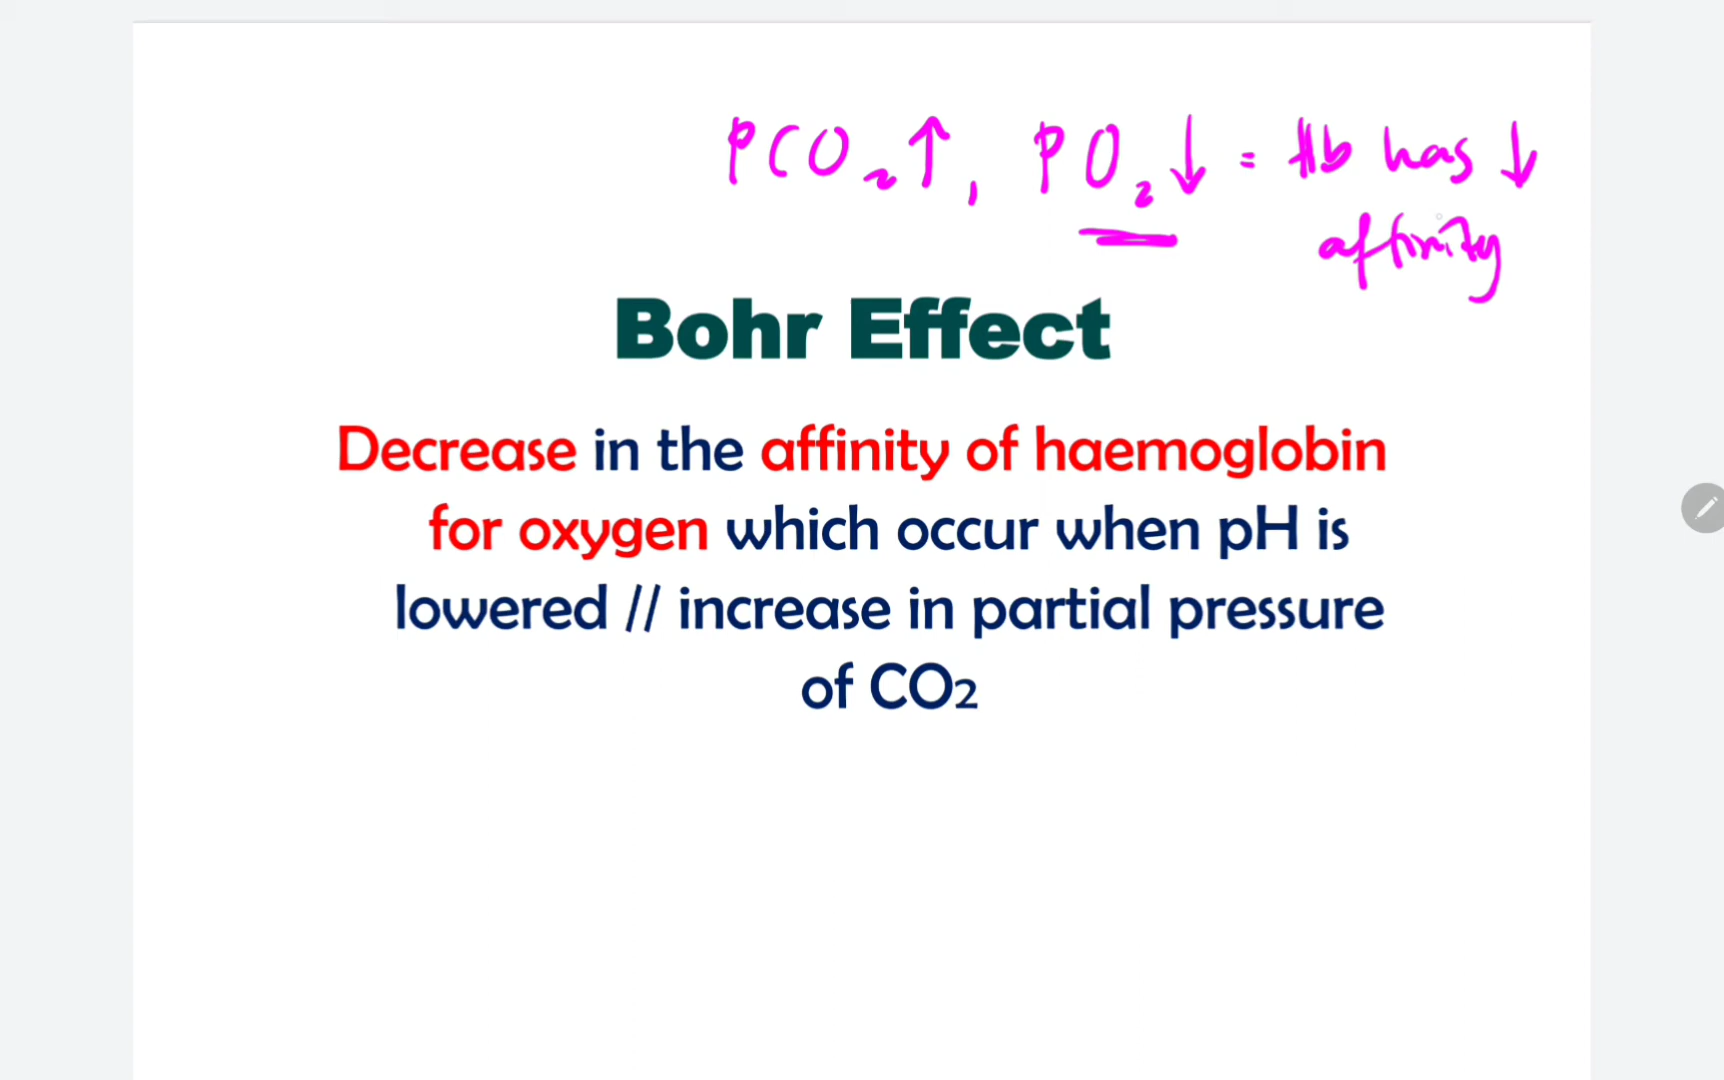 PCO₂↑, PO₂↓ = Hb has ↓
affinity
Bohr Effect
Decrease in the affinity of haemoglobin
for oxygen which occur when pH is
lowered // increase in partial pressure
of CO2